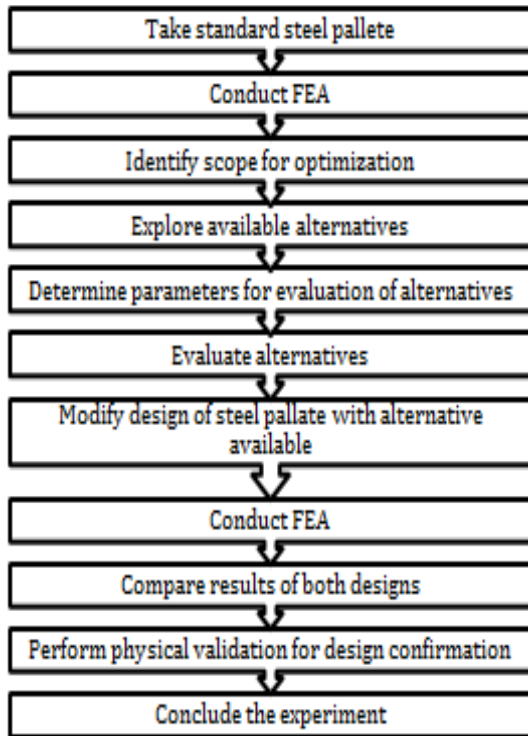 Take standard steel pallete
Conduct FEA
Identify scope for optimization
Explore available alternatives
Determine parameters for evaluation of alternatives
Evaluate alternatives
Modify design of steel pallate with alternative
available
Conduct FEA
Compare results of both designs
Perform physical validation for design confirmation
Conclude the experiment